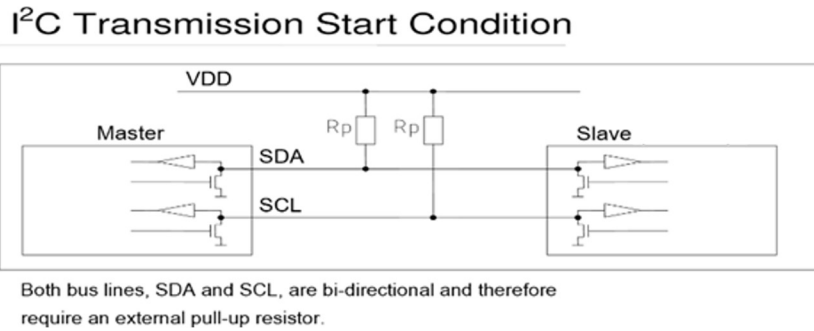 I²C Transmission Start Condition
VDD
Master
Rp
Rp
Slave
SDA
SCL
Both bus lines, SDA and SCL, are bi-directional and therefore
require an external pull-up resistor.